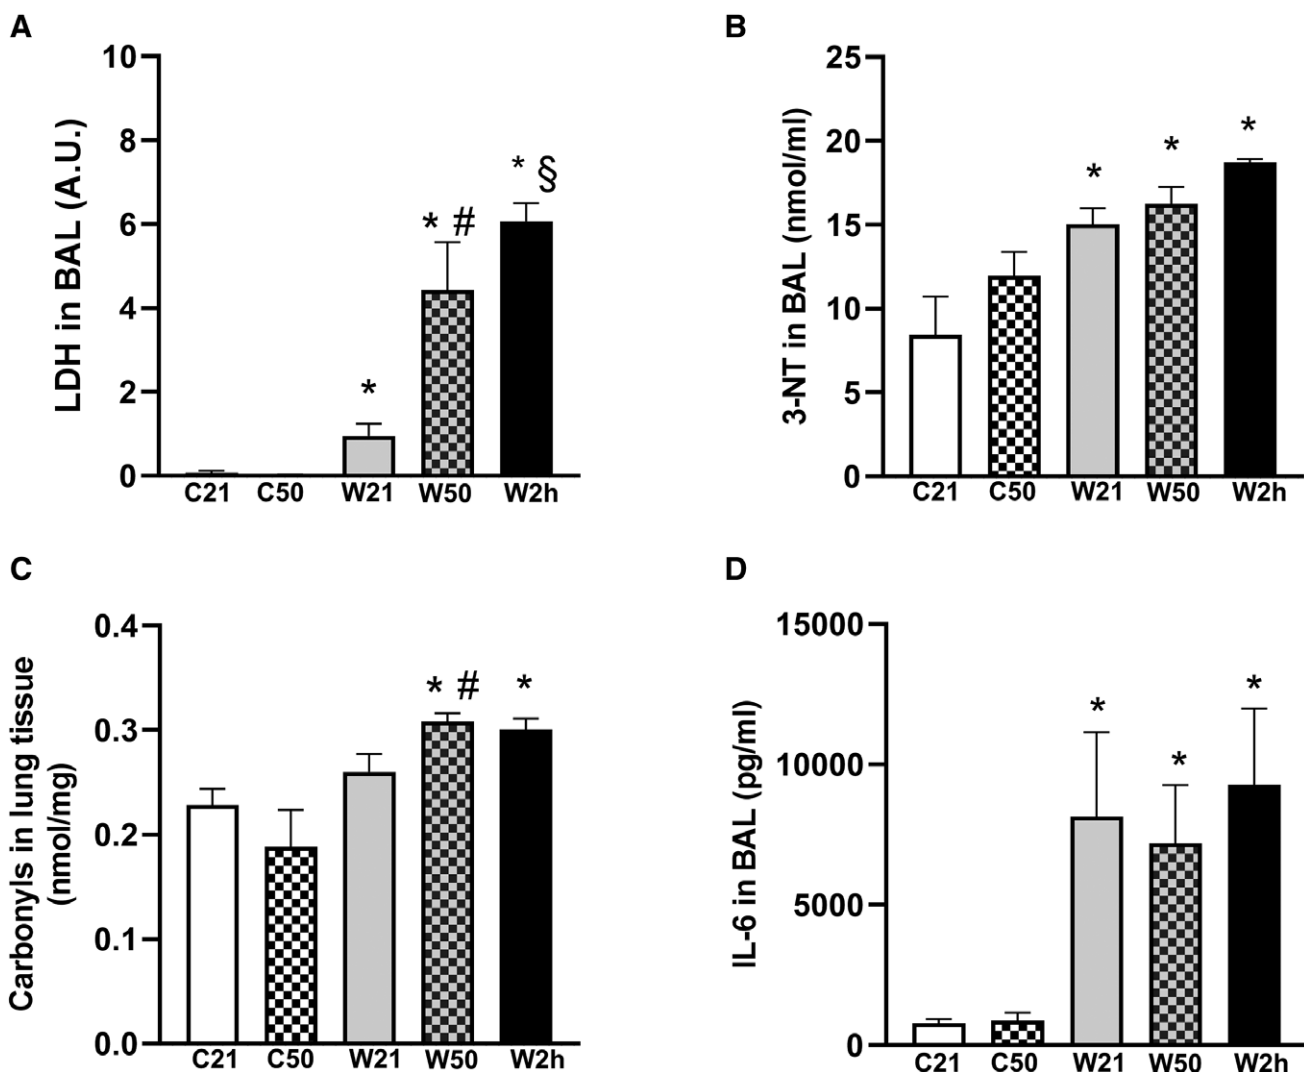 A
LDH in BAL (A.U.)
10
8
6
4
2
0
*
* #
* §
C21 C50 W21 W50 W2h
B
3-NT in BAL (nmol/ml)
25
20
15
10
5
0
*
*
*
C21 C50 W21 W50 W2h
C
Carbonyls in lung tissue
(nmol/mg)
0.4
0.3
0.2
0.1
0.0
* #
*
C21 C50 W21 W50 W2h
D
IL-6 in BAL (pg/ml)
15000
10000
5000
0
*
*
*
C21 C50 W21 W50 W2h